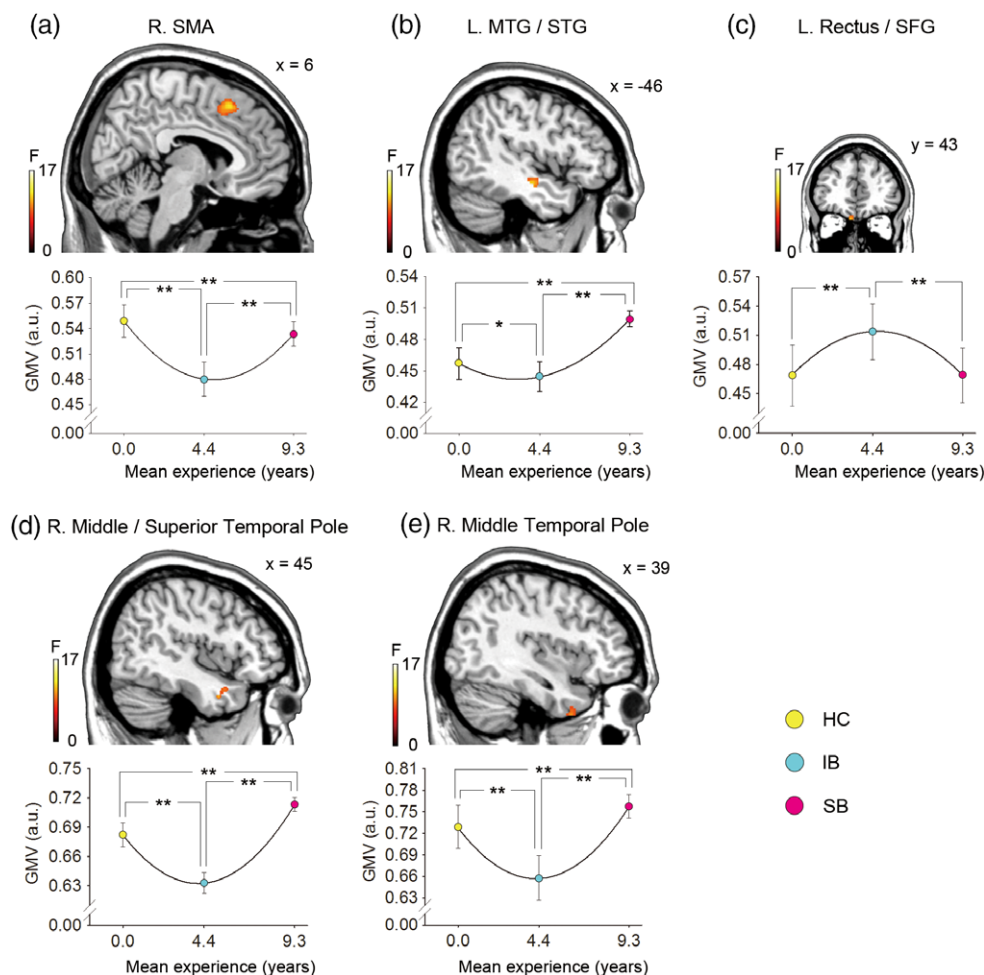 (a) R. SMA
x = 6
F
17
0
0.60
0.57
0.54
0.51
0.48
0.45
0.00
GMV (a.u.)
**
**
**
0.0 4.4 9.3
Mean experience (years)
(b) L. MTG / STG
x = -46
F
17
0
0.54
0.51
0.48
0.45
0.42
0.00
GMV (a.u.)
**
**
*
0.0 4.4 9.3
Mean experience (years)
(c) L. Rectus / SFG
y = 43
F
17
0
0.57
0.54
0.51
0.48
0.45
0.00
GMV (a.u.)
** **
0.0 4.4 9.3
Mean experience (years)
(d) R. Middle / Superior Temporal Pole
x = 45
F
17
0
0.75
0.72
0.69
0.66
0.63
0.00
GMV (a.u.)
**
**
**
0.0 4.4 9.3
Mean experience (years)
(e) R. Middle Temporal Pole
x = 39
F
17
0
0.81
0.78
0.75
0.72
0.69
0.66
0.63
0.00
GMV (a.u.)
**
**
**
0.0 4.4 9.3
Mean experience (years)
HC
IB
SB